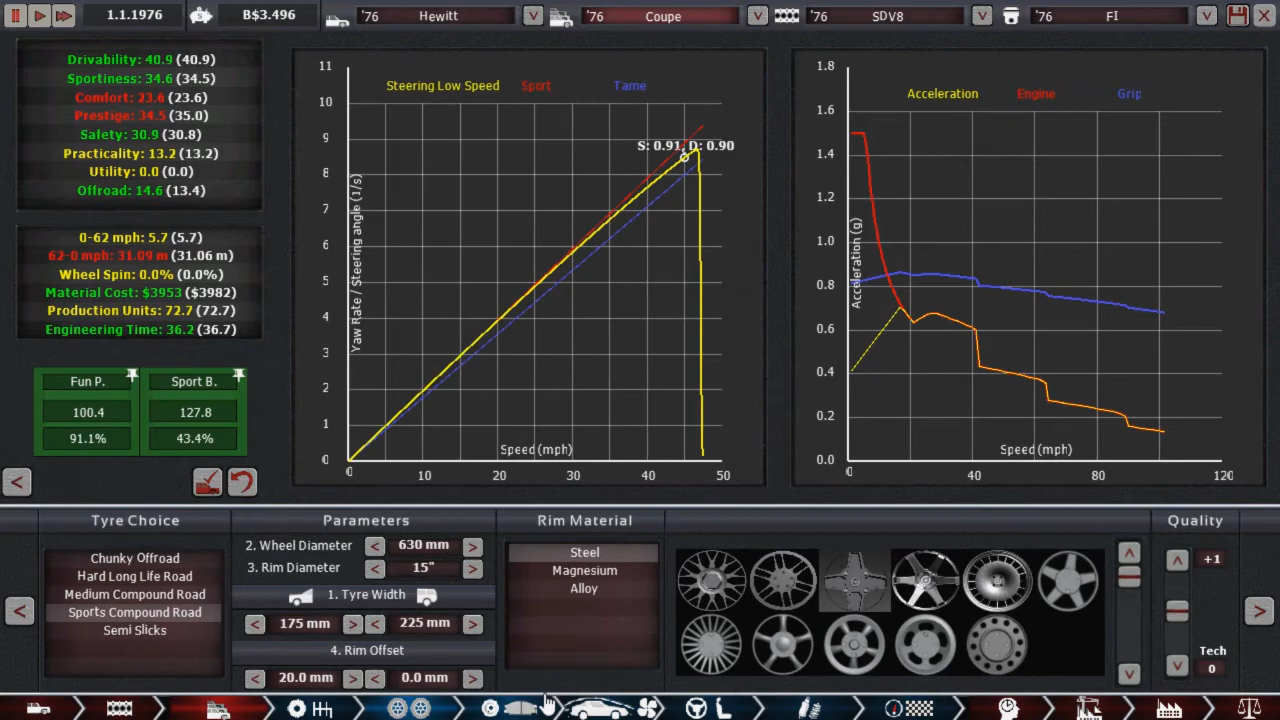 1.1.1976
B$3.496
'76 Hewitt
'76 Coupe
'76 SDV8
'76 FI
Drivability: 40.9 (40.9)
Sportiness: 34.6 (34.5)
Comfort: 23.6 (23.6)
Prestige: 34.5 (35.0)
Safety: 30.9 (30.8)
Practicality: 13.2 (13.2)
Utility: 0.0 (0.0)
Offroad: 14.6 (13.4)
0-62 mph: 5.7 (5.7)
62-0 mph: 31.09 m (31.06 m)
Wheel Spin: 0.0% (0.0%)
Material Cost: $3953 ($3982)
Production Units: 72.7 (72.7)
Engineering Time: 36.2 (36.7)
Fun P. Sport B.
100.4 127.8
91.1% 43.4%
Steering Low Speed Sport Tame
S: 0.91, D: 0.90
Yaw Rate / Steering angle (1/s)
11
10
9
8
7
6
5
4
3
2
1
0
Speed (mph)
0 10 20 30 40 50
Acceleration Engine Grip
Acceleration (g)
1.8
1.6
1.4
1.2
1.0
0.8
0.6
0.4
0.2
0.0
Speed (mph)
0 40 80 120
Tyre Choice
Chunky Offroad
Hard Long Life Road
Medium Compound Road
Sports Compound Road
Semi Slicks
Parameters
2. Wheel Diameter < 630 mm >
3. Rim Diameter < 15" >
1. Tyre Width
< 175 mm > < 225 mm >
4. Rim Offset
< 20.0 mm > < 0.0 mm >
Rim Material
Steel
Magnesium
Alloy
Quality
+1
Tech
0